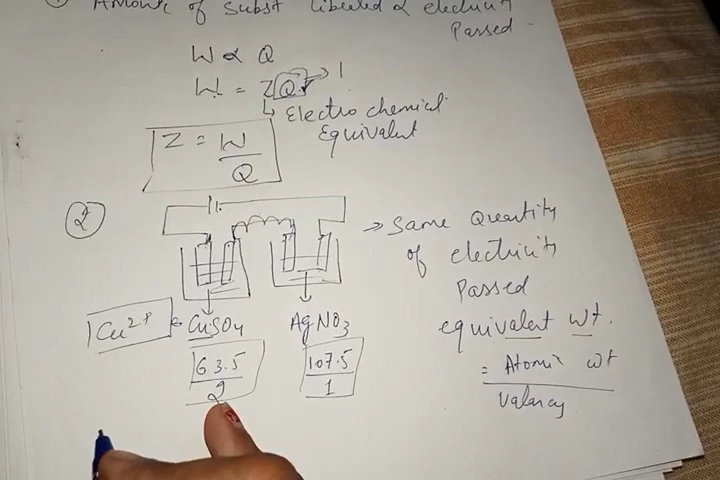 Amount of Subst liberated ∝ electricit
Passed.
W ∝ Q
W = ZQ → 1
Electro chemical
Equivalent
Z = W/Q
②
→ Same Quantity
of electricity
Passed
equivalent wt.
= Atomic wt
Valancy
Cu²⁺ CuSO4 AgNO3
63.5/2 107.5/1